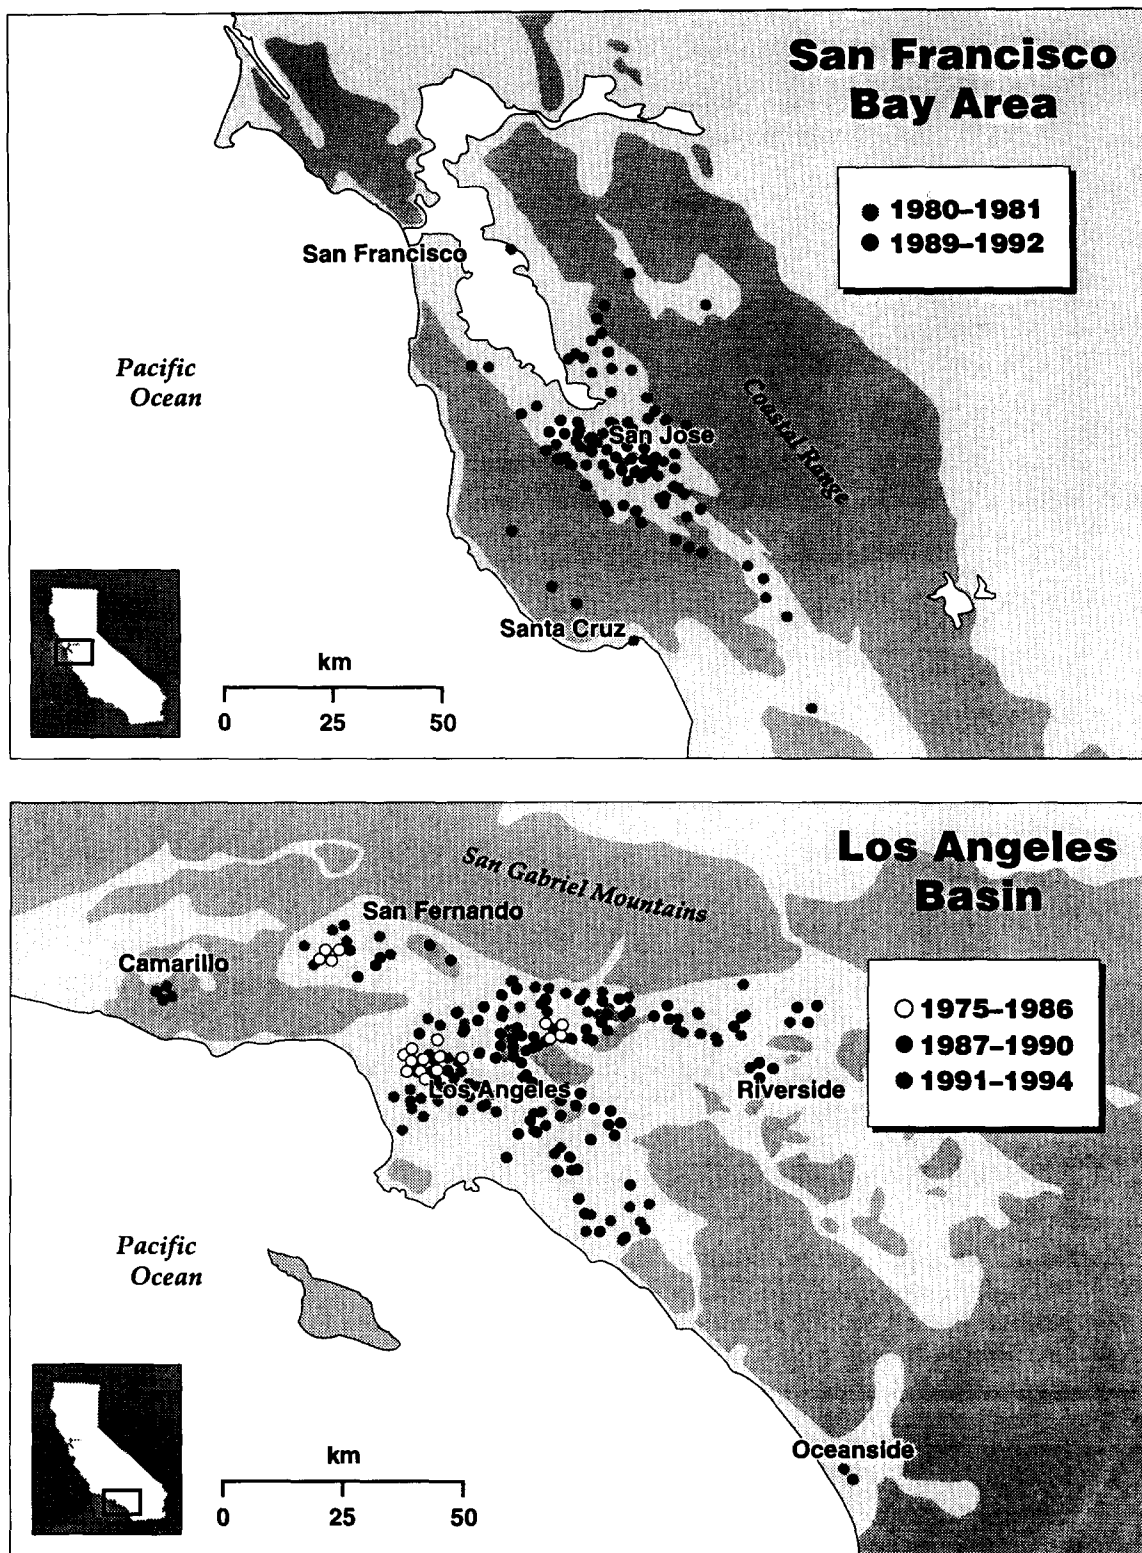 San Francisco
Bay Area
1980–1981
1989–1992
San Francisco
Pacific
Ocean
Coastal Range
San Jose
Santa Cruz
km
0 25 50
Los Angeles
Basin
San Gabriel Mountains
San Fernando
Camarillo
1975–1986
1987–1990
1991–1994
Los Angeles
Riverside
Pacific
Ocean
Oceanside
km
0 25 50